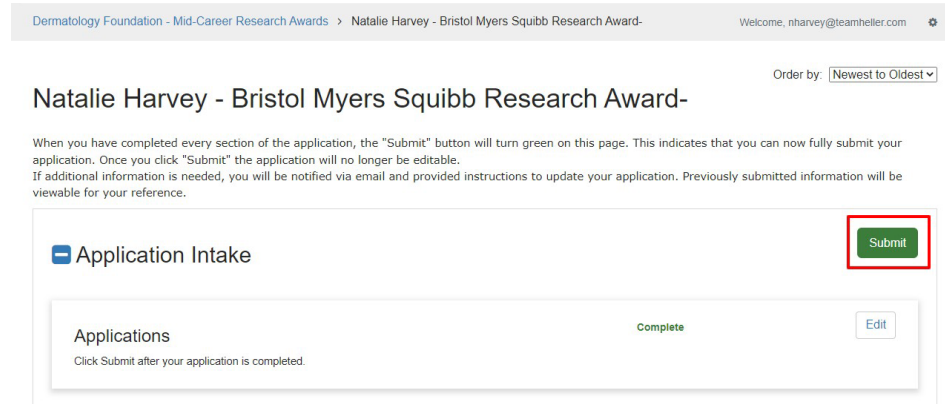 Dermatology Foundation - Mid-Career Research Awards > Natalie Harvey - Bristol Myers Squibb Research Award-
Welcome, nharvey@teamheller.com
Order by: Newest to Oldest
Natalie Harvey - Bristol Myers Squibb Research Award-
When you have completed every section of the application, the "Submit" button will turn green on this page. This indicates that you can now fully submit your
application. Once you click "Submit" the application will no longer be editable.
If additional information is needed, you will be notified via email and provided instructions to update your application. Previously submitted information will be
viewable for your reference.
Application Intake
Submit
Applications
Complete
Edit
Click Submit after your application is completed.